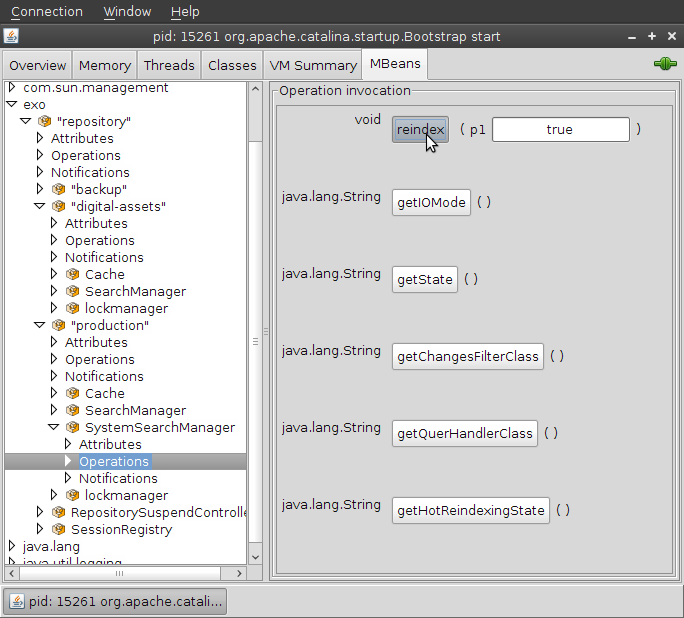 Connection Window Help
pid: 15261 org.apache.catalina.startup.Bootstrap start
Overview Memory Threads Classes VM Summary MBeans
com.sun.management
exo
"repository"
Attributes
Operations
Notifications
"backup"
"digital-assets"
Attributes
Operations
Notifications
Cache
SearchManager
lockmanager
"production"
Attributes
Operations
Notifications
Cache
SearchManager
SystemSearchManager
Attributes
Operations
Notifications
lockmanager
RepositorySuspendControlle
SessionRegistry
java.lang
java.util.logging
Operation invocation
void reindex ( p1 true )
java.lang.String getIOMode ( )
java.lang.String getState ( )
java.lang.String getChangesFilterClass ( )
java.lang.String getQuerHandlerClass ( )
java.lang.String getHotReindexingState ( )
pid: 15261 org.apache.catali...